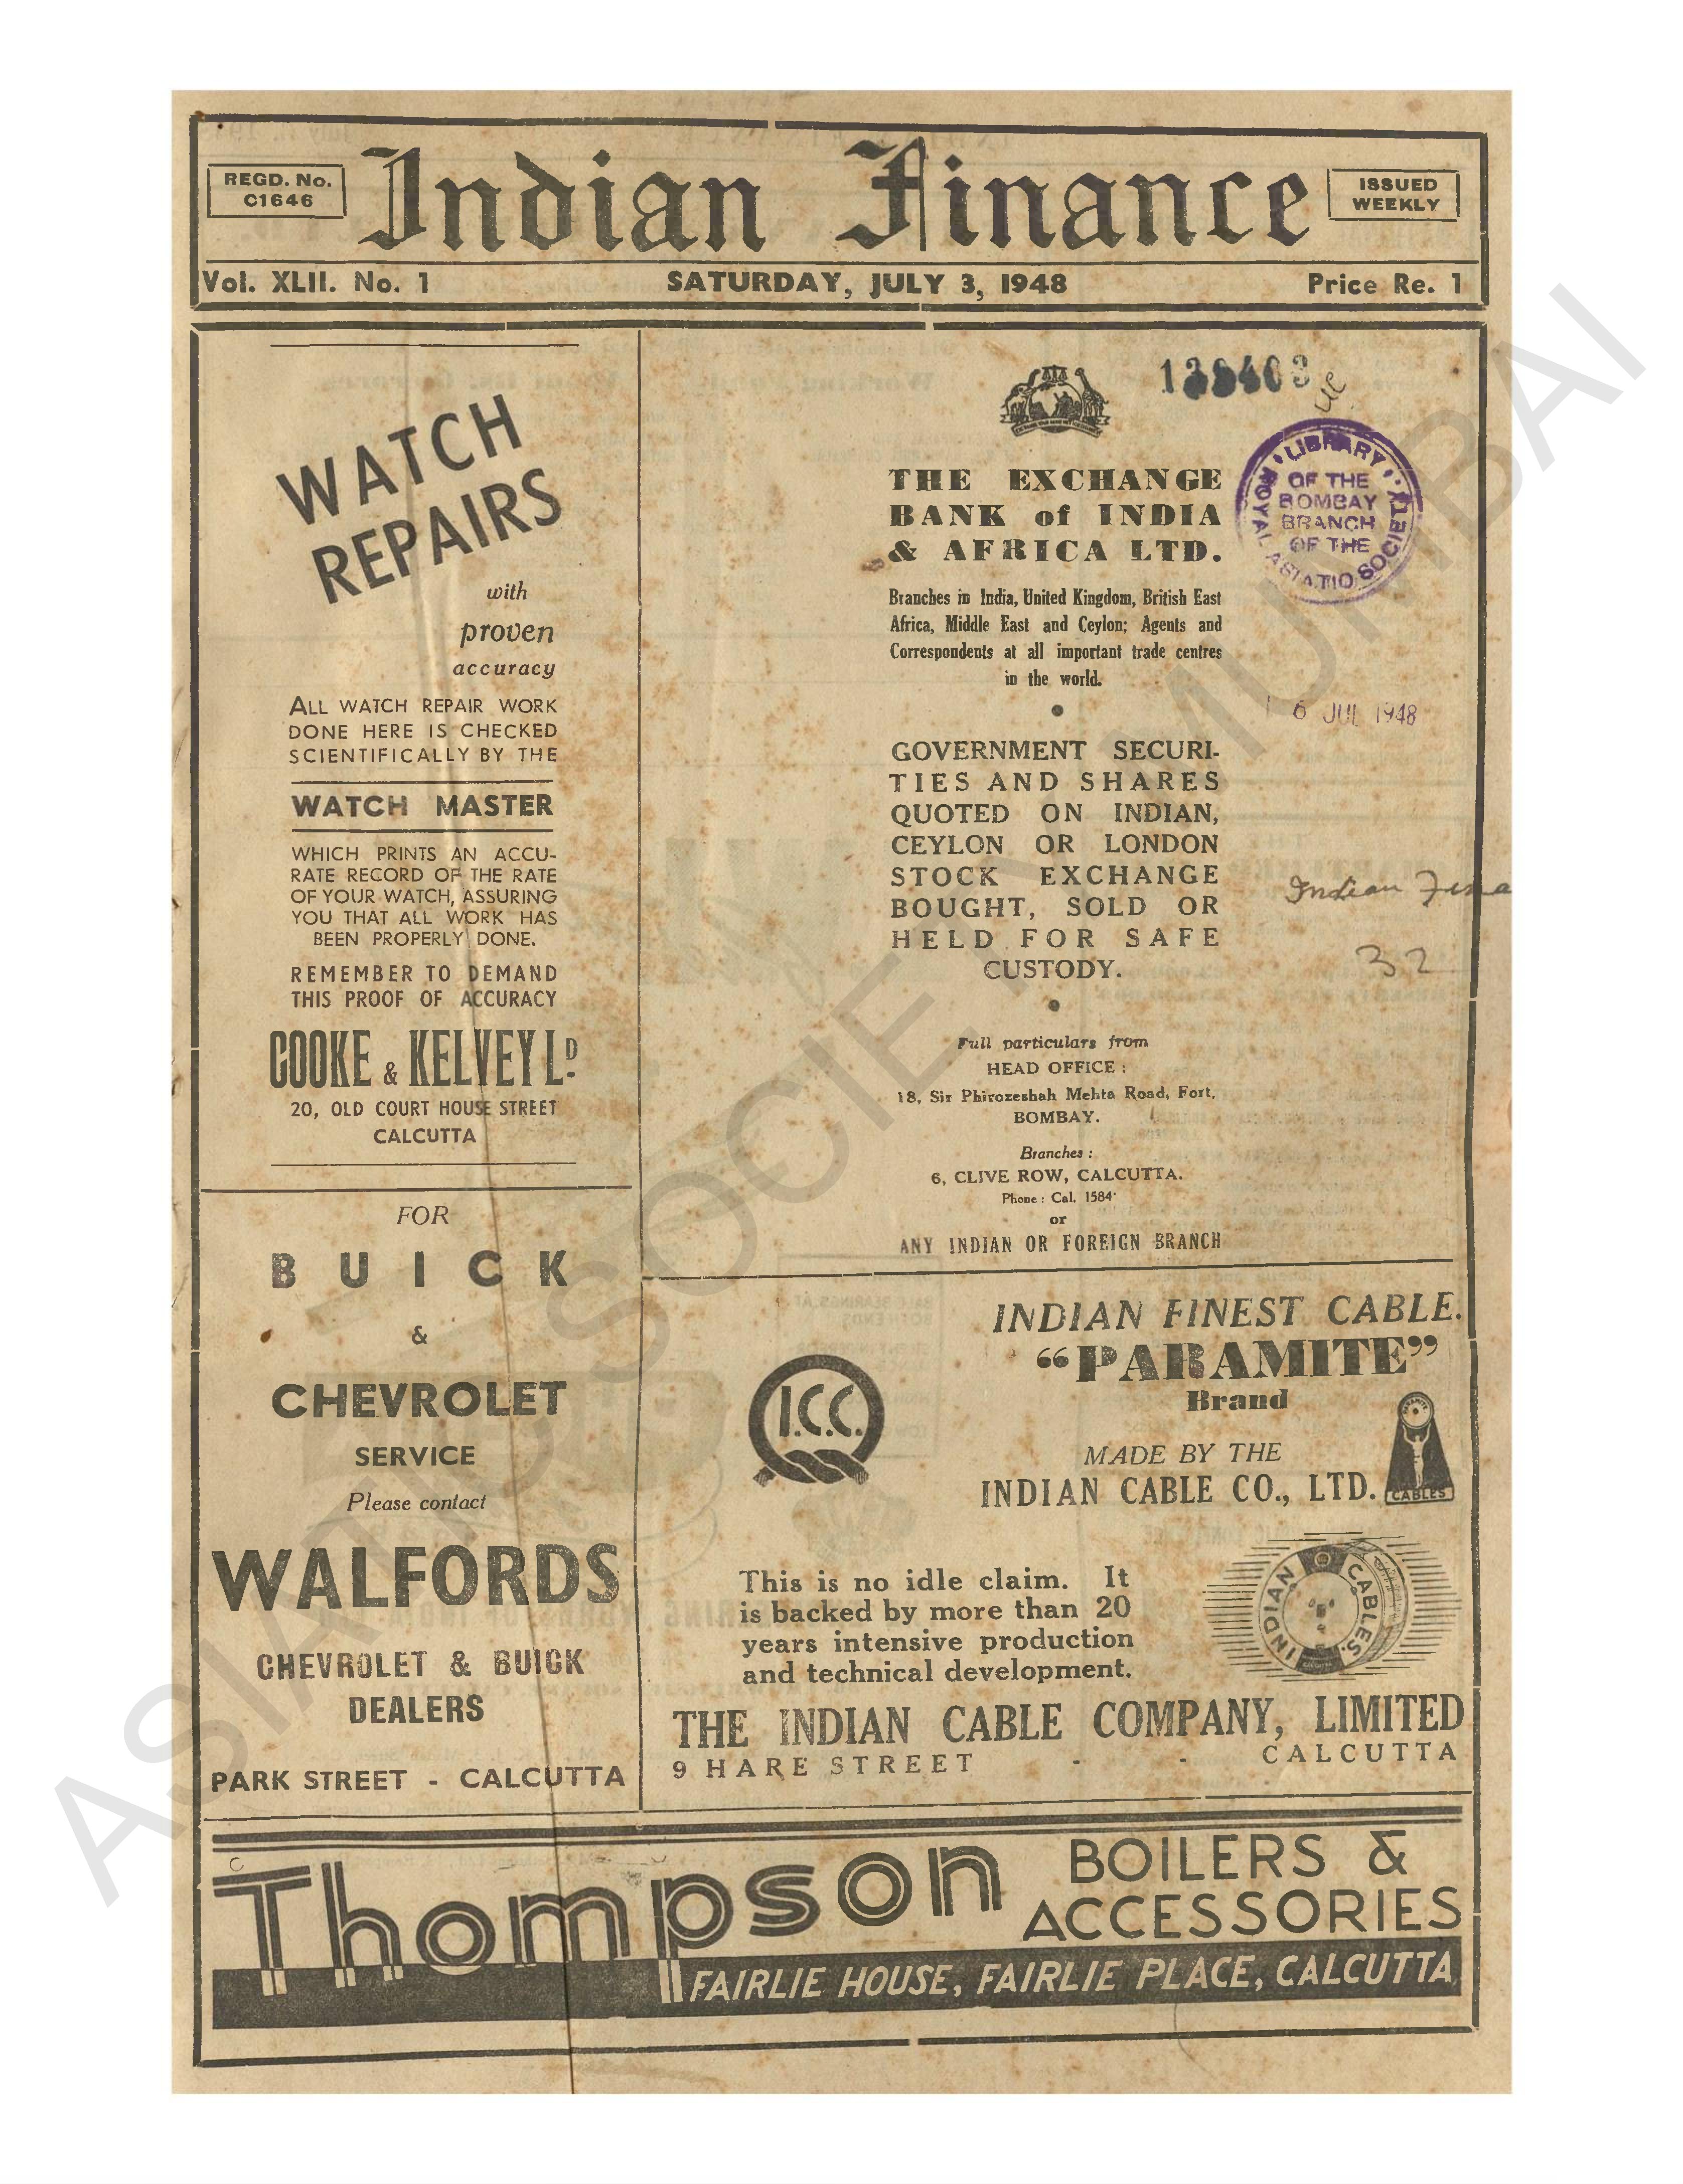 REGD. No.
C1646
Indian Finance
ISSUED
WEEKLY
Vol. XLII. No. 1
SATURDAY, JULY 3, 1948
Price Re. 1
WATCH
REPAIRS
with
proven
accuracy
ALL WATCH REPAIR WORK
DONE HERE IS CHECKED
SCIENTIFICALLY BY THE
WATCH MASTER
WHICH PRINTS AN ACCU-
RATE RECORD OF THE RATE
OF YOUR WATCH, ASSURING
YOU THAT ALL WORK HAS
BEEN PROPERLY DONE.
REMEMBER TO DEMAND
THIS PROOF OF ACCURACY
COOKE & KELVEY LD.
20, OLD COURT HOUSE STREET
CALCUTTA
FOR
BUICK
&
CHEVROLET
SERVICE
Please contact
WALFORDS
CHEVROLET & BUICK
DEALERS
PARK STREET - CALCUTTA
THE EXCHANGE
BANK of INDIA
& AFRICA LTD.
Branches in India, United Kingdom, British East
Africa, Middle East and Ceylon; Agents and
Correspondents at all important trade centres
in the world.
GOVERNMENT SECURI-
TIES AND SHARES
QUOTED ON INDIAN,
CEYLON OR LONDON
STOCK EXCHANGE
BOUGHT, SOLD OR
HELD FOR SAFE
CUSTODY.
Full particulars from
HEAD OFFICE :
18, Sir Phirozeshah Mehta Road, Fort,
BOMBAY.
Branches :
6, CLIVE ROW, CALCUTTA.
Phone : Cal. 1584
or
ANY INDIAN OR FOREIGN BRANCH
LIBRARY
OF THE
BOMBAY
BRANCH
OF THE
ROYAL ASIATIC SOCIETY
6 JUL 1948
Indian Fina
32
INDIAN FINEST CABLE.
"PARAMITE"
Brand
I.C.C.
MADE BY THE
INDIAN CABLE CO., LTD.
CABLES
This is no idle claim. It
is backed by more than 20
years intensive production
and technical development.
INDIAN CABLES.
THE INDIAN CABLE COMPANY, LIMITED
9 HARE STREET - - CALCUTTA
Thompson
BOILERS &
ACCESSORIES
FAIRLIE HOUSE, FAIRLIE PLACE, CALCUTTA
ASIATIC SOCIETY MUMBAI